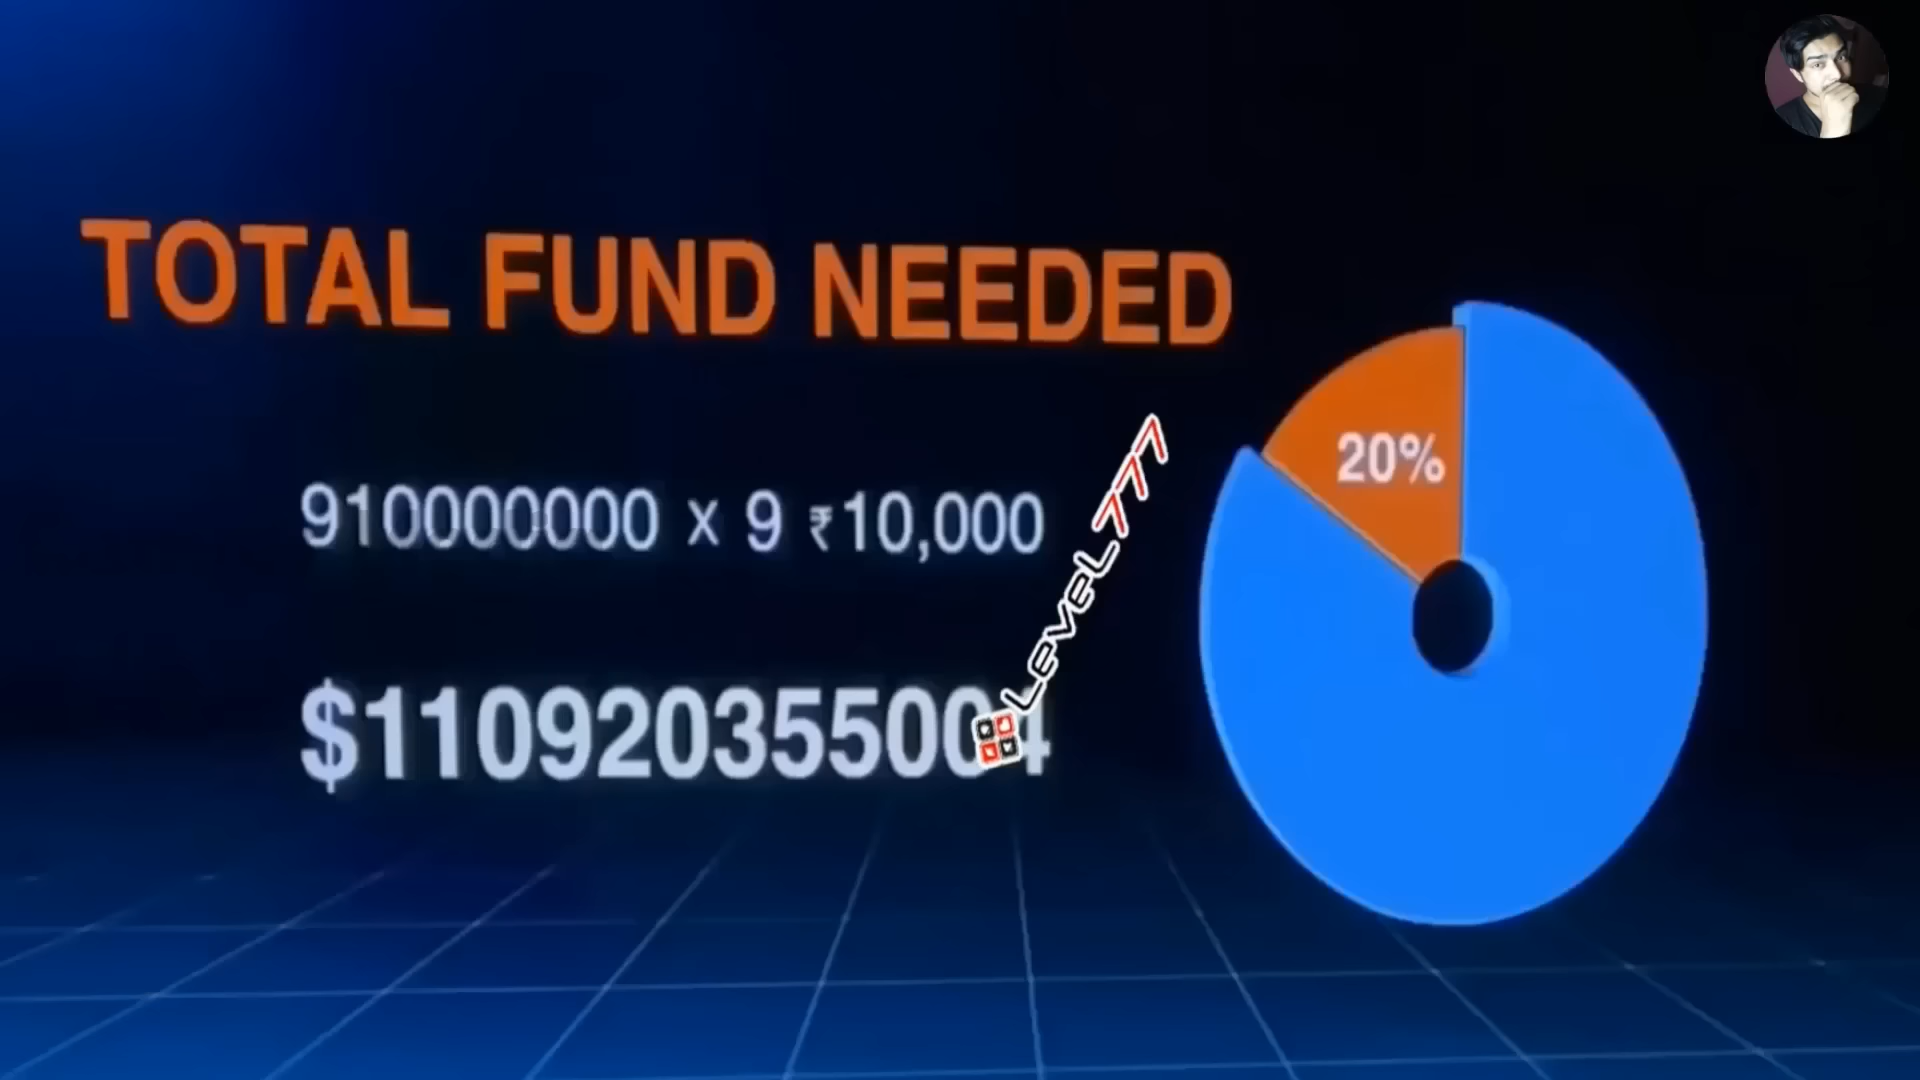 TOTAL FUND NEEDED
20%
910000000 x 9 ₹10,000
LEVEL777